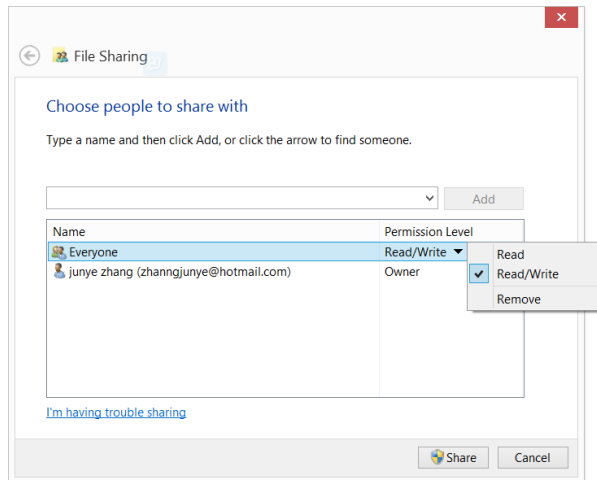 File Sharing
Choose people to share with
Type a name and then click Add, or click the arrow to find someone.
Add
Name Permission Level
Everyone Read/Write
junye zhang (zhanngjunye@hotmail.com) Owner
Read
Read/Write
Remove
I'm having trouble sharing
Share Cancel